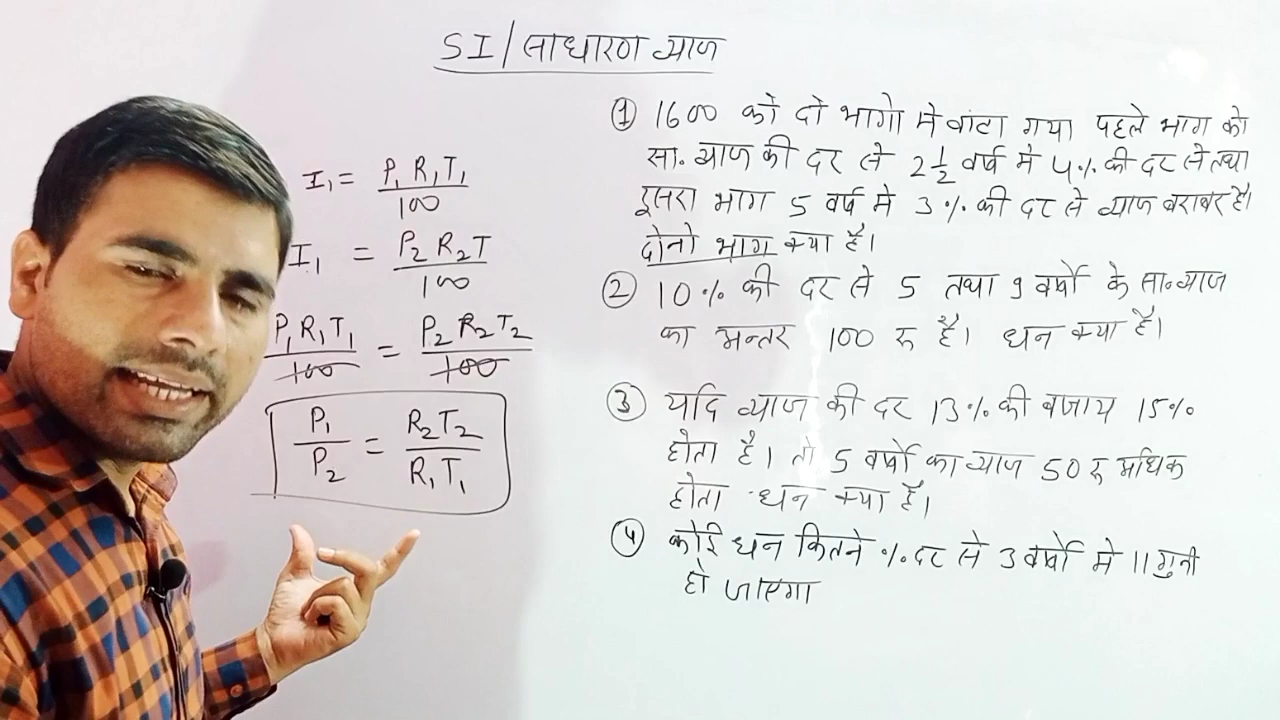 SI/साधारण व्याज
I₁ = P₁R₁T₁/100
I₁ = P₂R₂T/100
P₁R₁T₁/100 = P₂R₂T₂/100
P₁/P₂ = R₂T₂/R₁T₁
① 1600 को दो भागो मे बांटा गया पहले भाग को
सा. व्याज की दर से 2 1/2 वर्ष मे 4% की दर से तथा
दूसरा भाग 5 वर्ष मे 3% की दर से व्याज बराबर है।
दोनो भाग क्या है।
② 10% की दर से 5 तथा 9 वर्षो के सा०व्याज
का अन्तर 100 रु है। धन क्या है।
③ यदि व्याज की दर 13% की बजाय 15%
होता है। तो 5 वर्षो का व्याज 50 रु अधिक
होता धन क्या है।
④ कोई धन कितने % दर से 3 वर्षो मे 11 गुनी
हो जाएगा